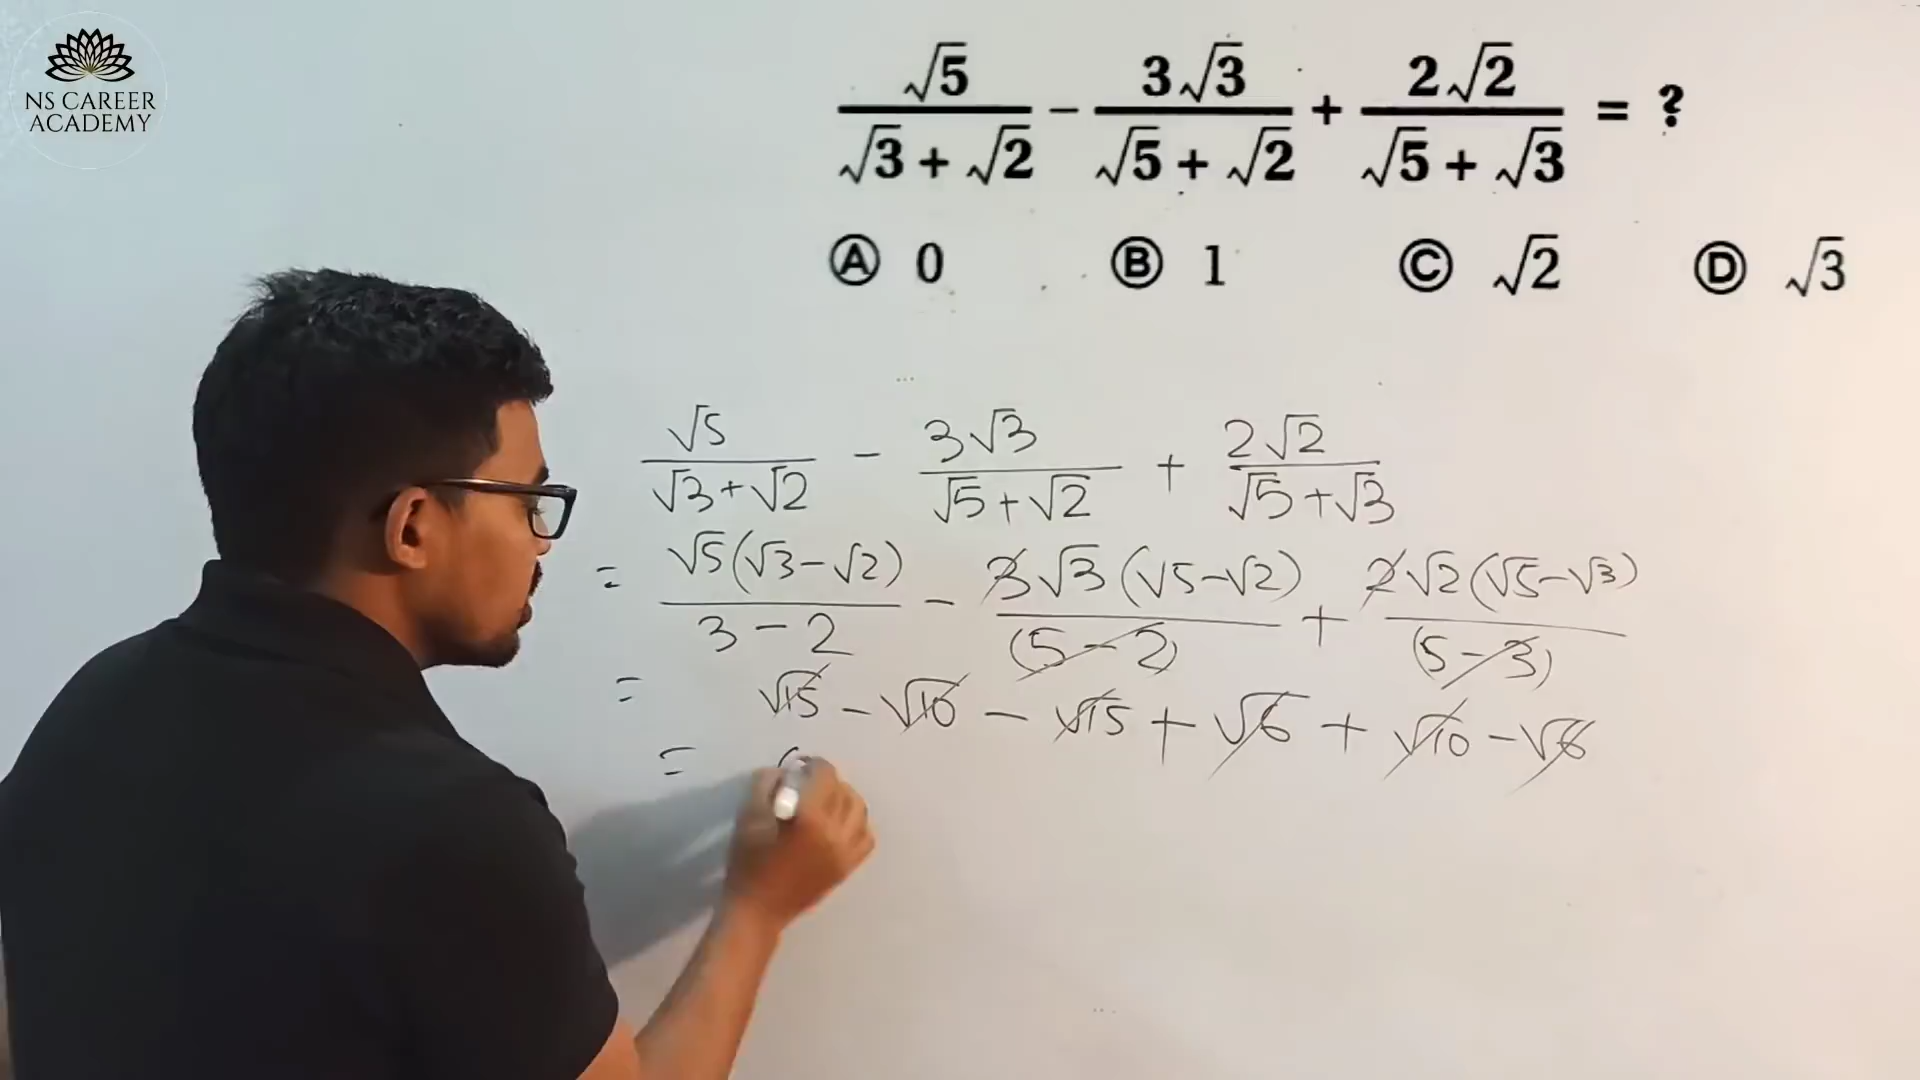 NS CAREER
ACADEMY
√5/(√3 + √2) − 3√3/(√5 + √2) + 2√2/(√5 + √3) = ?
Ⓐ 0 Ⓑ 1 Ⓒ √2 Ⓓ √3
√5/(√3+√2) − 3√3/(√5+√2) + 2√2/(√5+√3)
= √5(√3−√2)/(3−2) − 3√3(√5−√2)/(5−2) + 2√2(√5−√3)/(5−3)
= √15 − √10 − √15 + √6 + √10 − √6
=